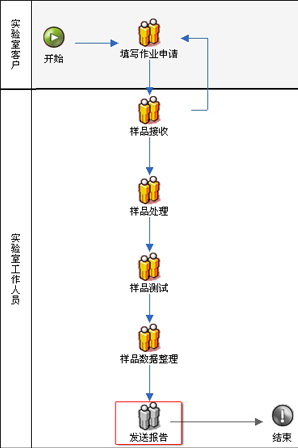 实验室客户
开始
填写作业申请
实验室工作人员
样品接收
样品处理
样品测试
样品数据整理
发送报告
结束